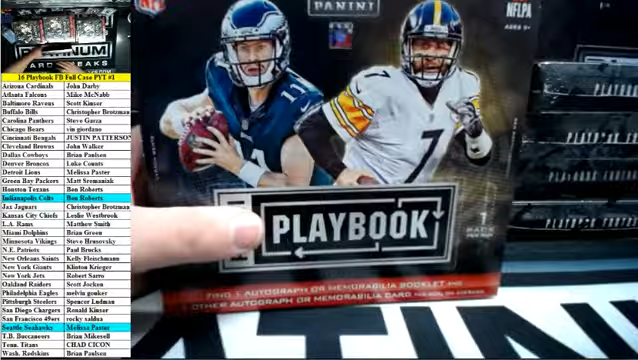 16 Playbook FB Full Case PYT #1
Arizona Cardinals John Darby
Atlanta Falcons Mike McNabb
Baltimore Ravens Scott Kinser
Buffalo Bills Christopher Brotzman
Carolina Panthers Steve Garza
Chicago Bears vin giordano
Cincinnati Bengals JUSTIN PATTERSON
Cleveland Browns John Walker
Dallas Cowboys Brian Paulsen
Denver Broncos Luke Counts
Detroit Lions Melissa Paster
Green Bay Packers Matt Sromaniak
Houston Texans Ben Roberts
Indianapolis Colts Ben Roberts
Jax Jaguars Christopher Brotzman
Kansas City Chiefs Leslie Westbrook
L.A. Rams Matthew Smith
Miami Dolphins Brian Green
Minnesota Vikings Steve Hrusovsky
N.E. Patriots Paul Brucks
New Orleans Saints Kelly Fleischmann
New York Giants Klinton Krieger
New York Jets Robert Sarro
Oakland Raiders Scott Jocken
Philadelphia Eagles melvin gonker
Pittsburgh Steelers Spencer Ludman
San Diego Chargers Ronald Kinser
San Francisco 49ers rocky saldua
Seattle Seahawks Melissa Paster
T.B. Buccaneers Brian Mikesell
Tenn. Titans CHAD CICON
Wash. Redskins Brian Paulsen
PANINI
NFLPA
11
7
PLAYBOOK
1
PACK
FIND 1 AUTOGRAPH OR MEMORABILIA BOOKLET AND
OTHER AUTOGRAPH OR MEMORABILIA CARD